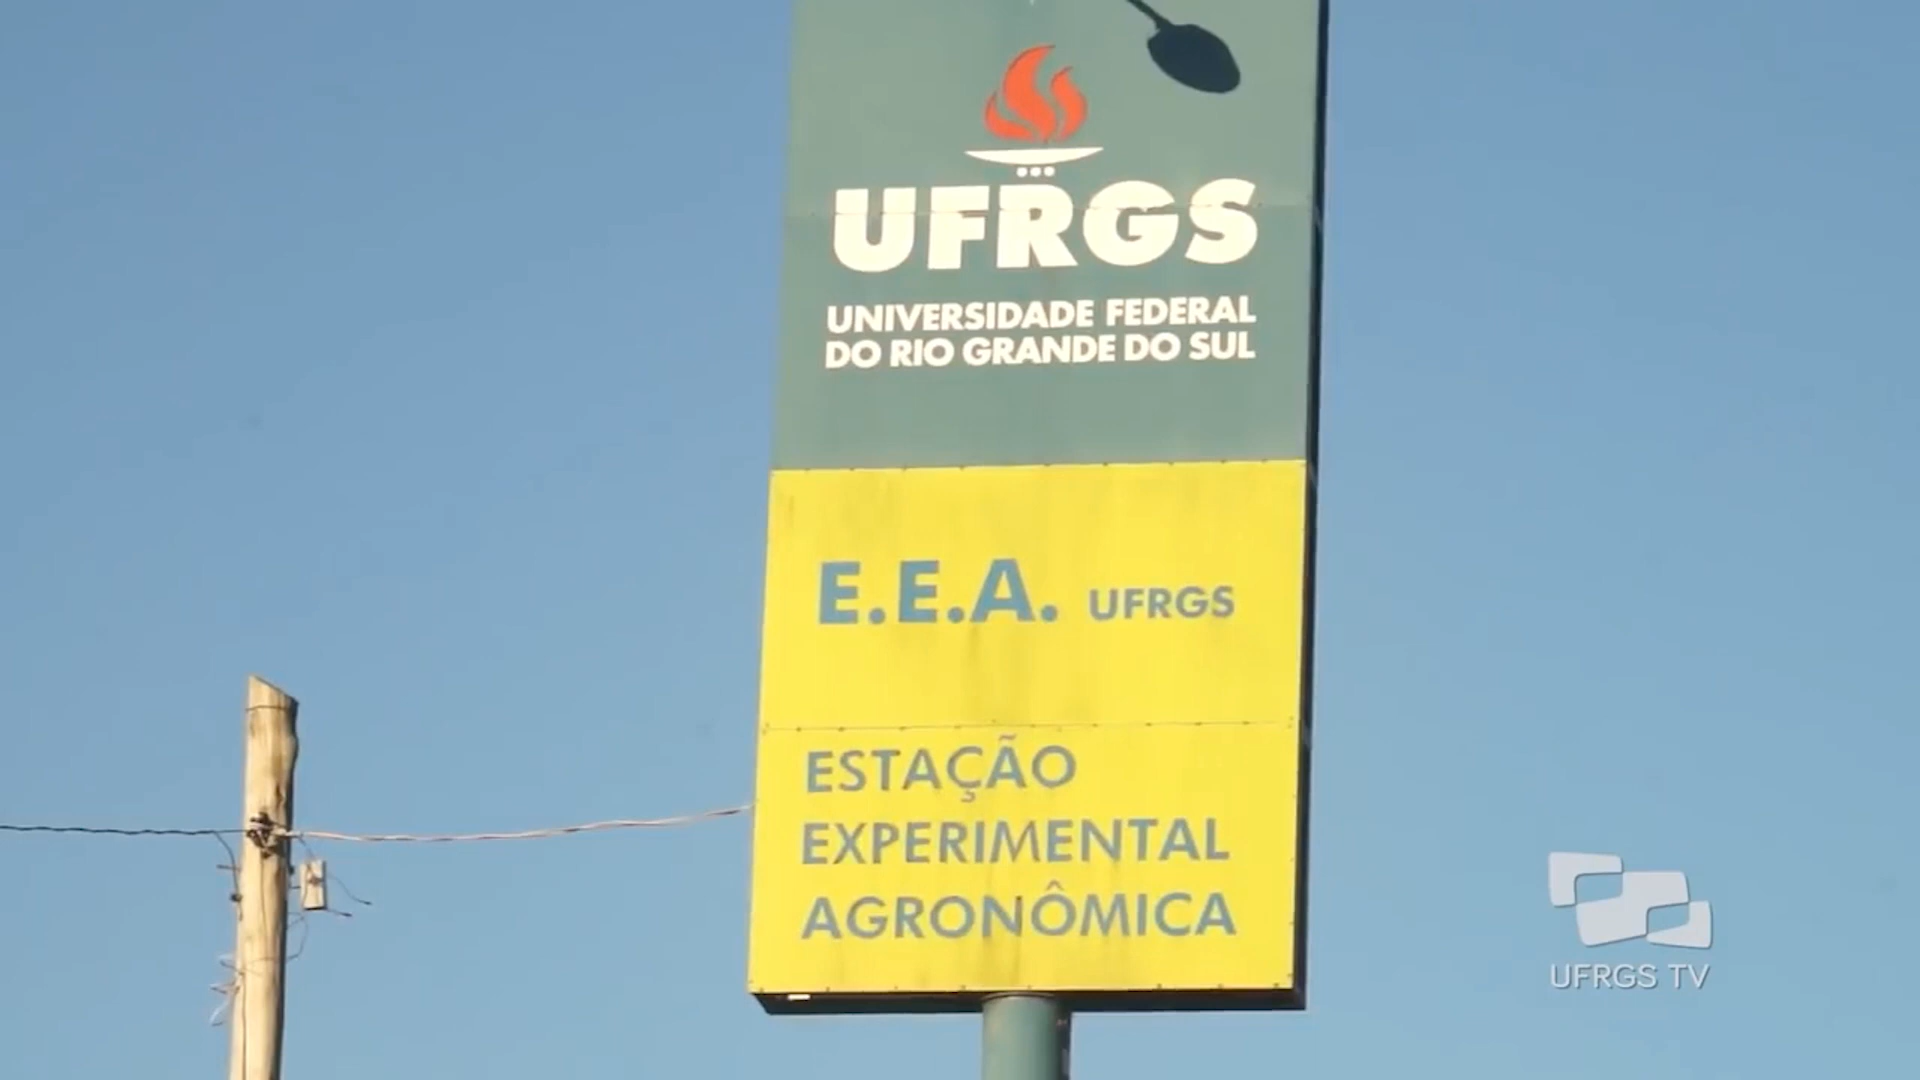 UFRGS
UNIVERSIDADE FEDERAL
DO RIO GRANDE DO SUL
E.E.A. UFRGS
ESTAÇÃO
EXPERIMENTAL
AGRONÔMICA
UFRGS TV